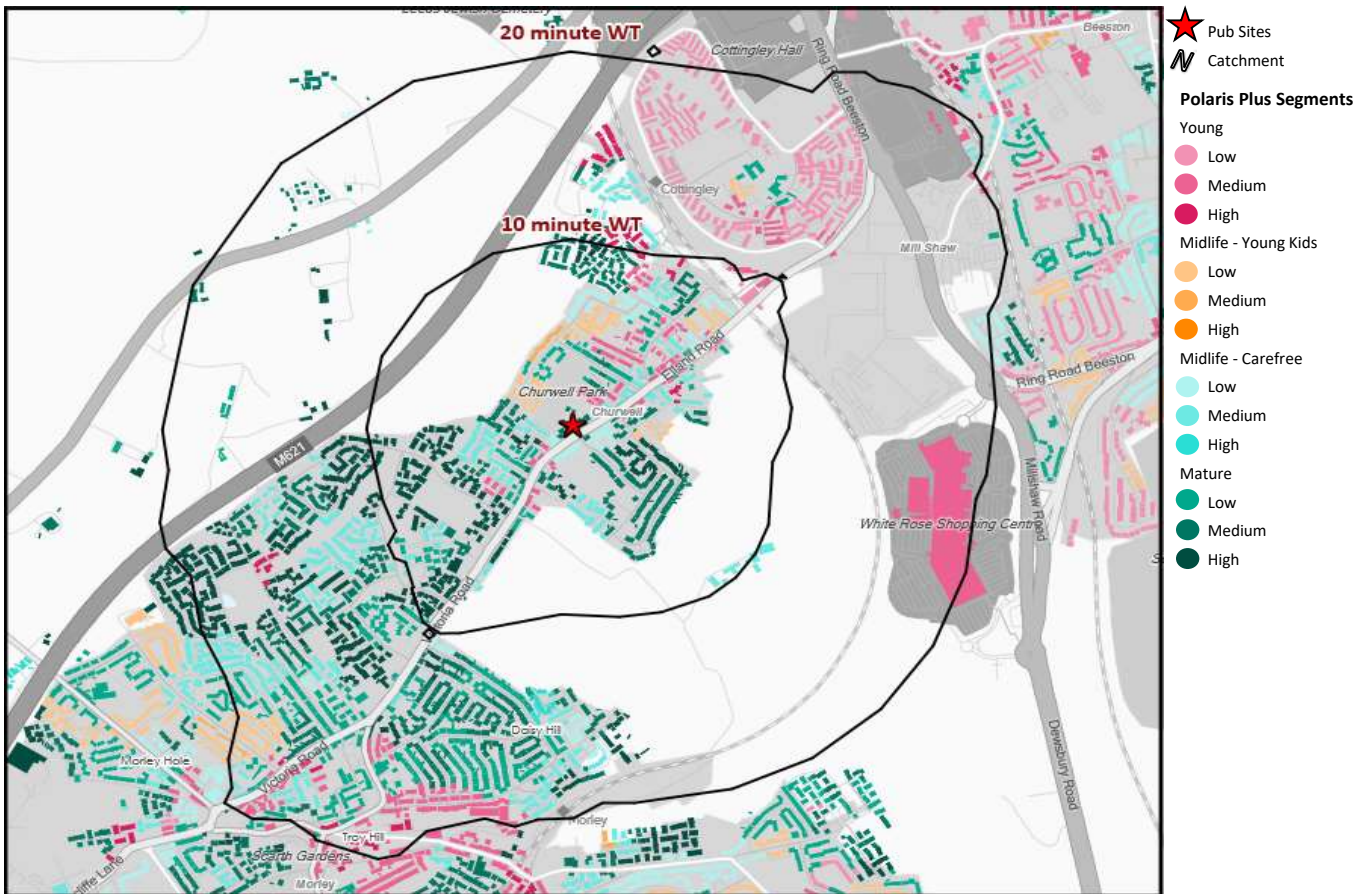 Leeds Jewish Cemetery
20 minute WT
Cottingley Hall
Ring Road Beeston
Beeston
Cottingley
10 minute WT
Mill Shaw
Elland Road
Ring Road Beeston
Churwell Park
Churwell
M621
White Rose Shopping Centre
Millshaw Road
Victoria Road
Daisy Hill
Morley Hole
Victoria Road
Dewsbury Road
Morley
Troy Hill
Scarth Gardens
Morley
Pub Sites
Catchment
Polaris Plus Segments
Young
Low
Medium
High
Midlife - Young Kids
Low
Medium
High
Midlife - Carefree
Low
Medium
High
Mature
Low
Medium
High